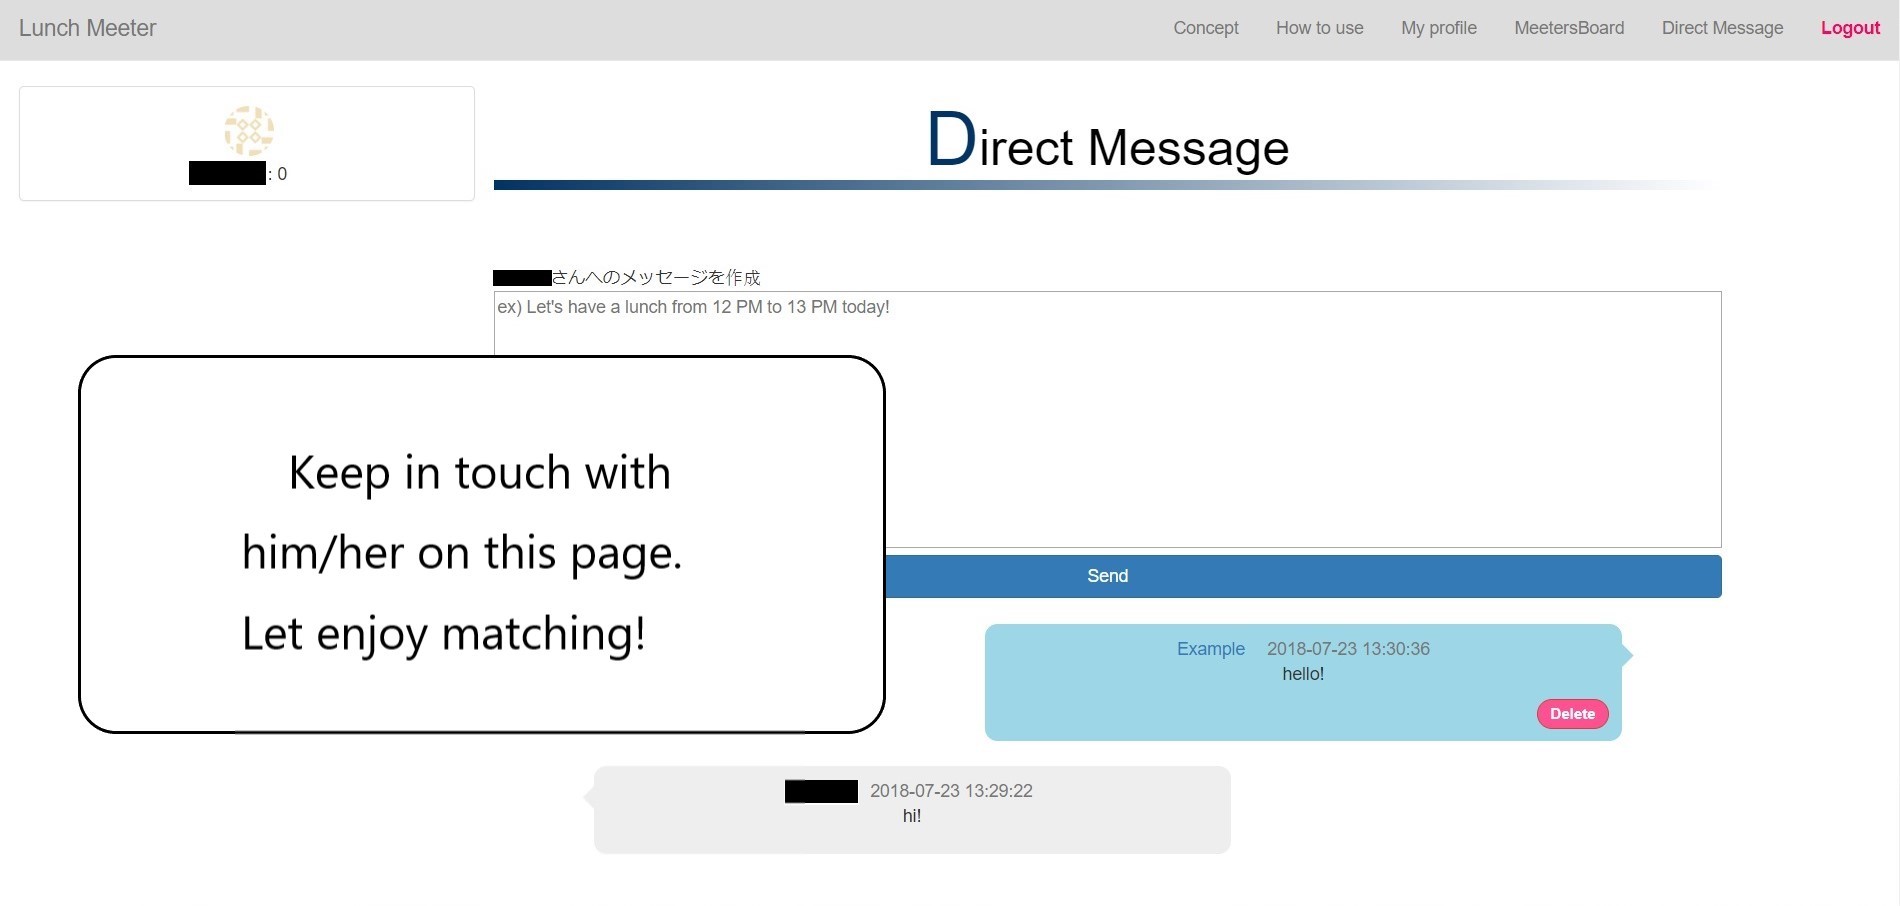 Lunch Meeter
Concept How to use My profile MeetersBoard Direct Message Logout
: 0
Direct Message
さんへのメッセージを作成
ex) Let's have a lunch from 12 PM to 13 PM today!
Keep in touch with
him/her on this page.
Let enjoy matching!
Send
Example 2018-07-23 13:30:36
hello!
Delete
2018-07-23 13:29:22
hi!